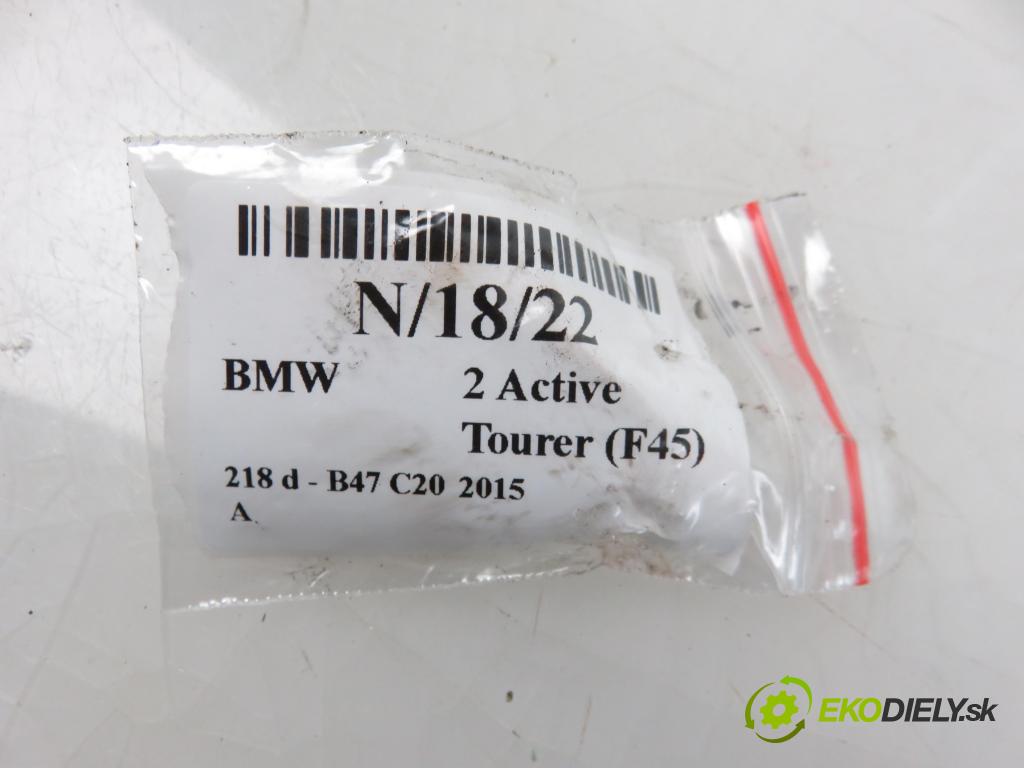 N/18/22
BMW 2 Active
Tourer (F45)
218 d - B47 C20 2015
A
EKODIELY.sk